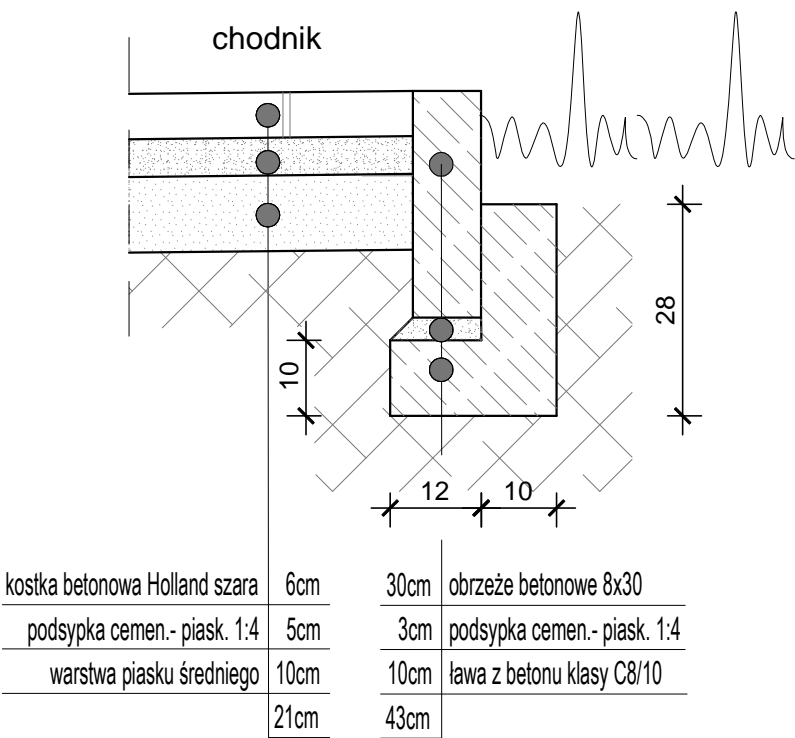 chodnik
28
10
12
10
kostka betonowa Holland szara 6cm
podsypka cemen.- piask. 1:4 5cm
warstwa piasku średniego 10cm
21cm
30cm obrzeże betonowe 8x30
3cm podsypka cemen.- piask. 1:4
10cm ława z betonu klasy C8/10
43cm